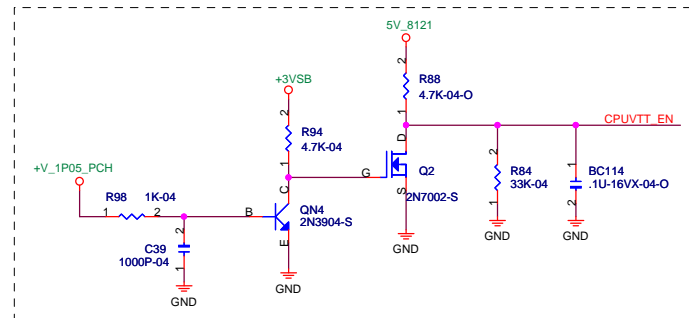 5V_8121
2
R88
4.7K-04-O
1
+3VSB
2
R94
4.7K-04
1
CPUVTT_EN
D
G
Q2
S
2N7002-S
2
R84
33K-04
1
1
BC114
.1U-16VX-04-O
2
+V_1P05_PCH
R98
1K-04
1
2
C
B
QN4
2N3904-S
E
2
C39
1000P-04
1
GND
GND
GND
GND
GND